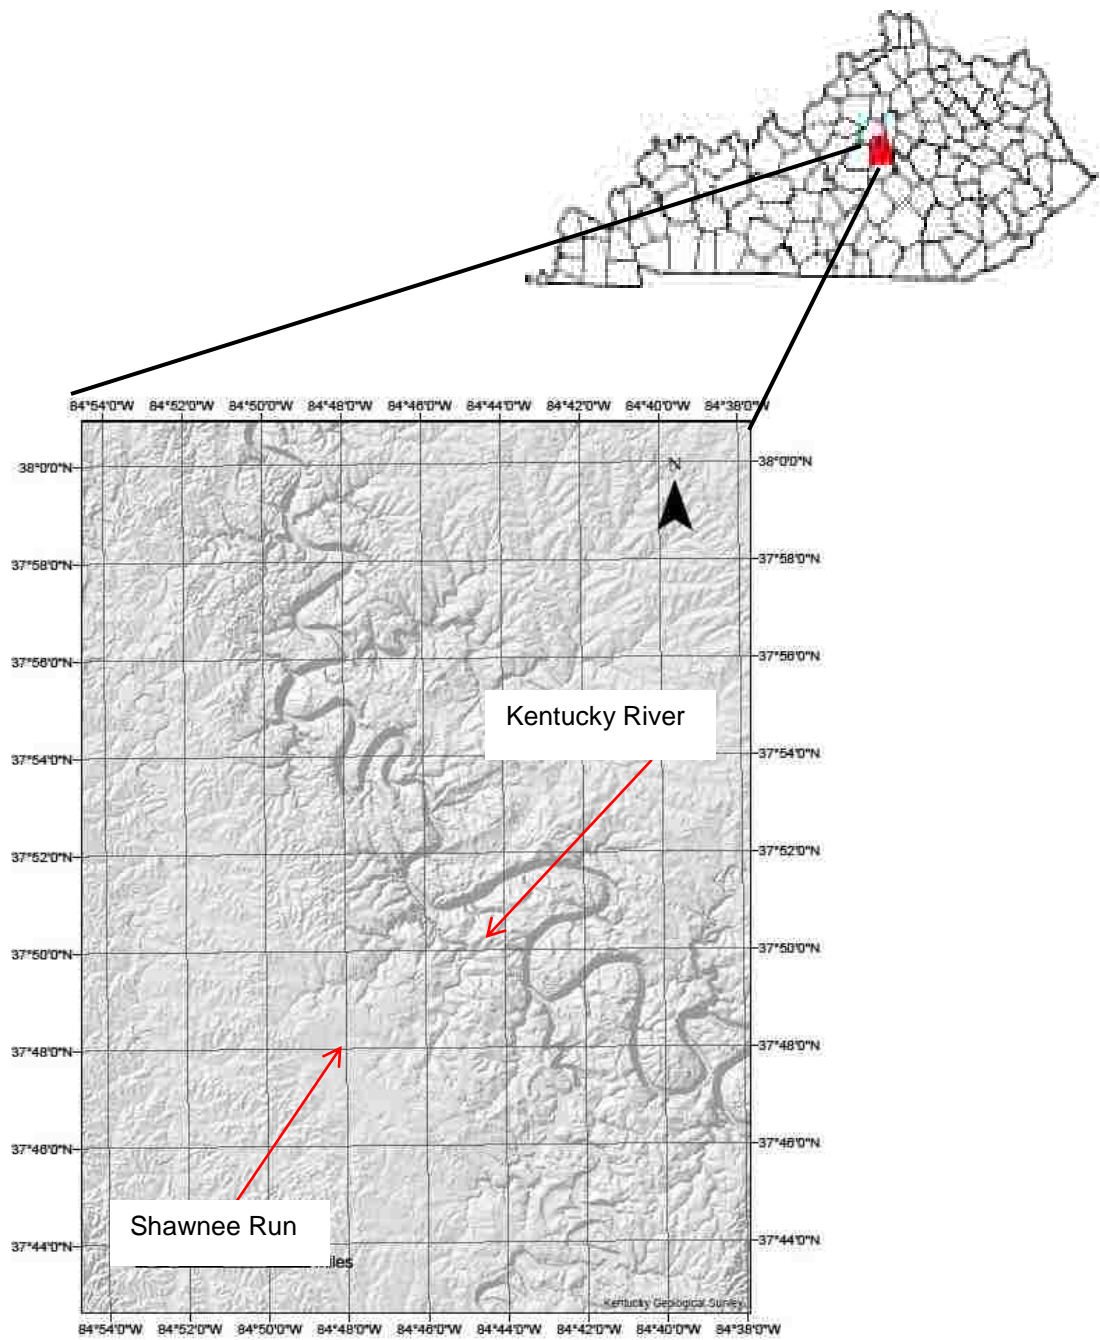 84°54'0"W 84°52'0"W 84°50'0"W 84°48'0"W 84°46'0"W 84°44'0"W 84°42'0"W 84°40'0"W 84°38'0"W
38°0'0"N 38°0'0"N
N
37°58'0"N 37°58'0"N
37°56'0"N 37°56'0"N
Kentucky River
37°54'0"N 37°54'0"N
37°52'0"N 37°52'0"N
37°50'0"N 37°50'0"N
37°48'0"N 37°48'0"N
37°46'0"N 37°46'0"N
Shawnee Run
37°44'0"N 37°44'0"N
Kentucky Geological Survey
84°54'0"W 84°52'0"W 84°50'0"W 84°48'0"W 84°46'0"W 84°44'0"W 84°42'0"W 84°40'0"W 84°38'0"W